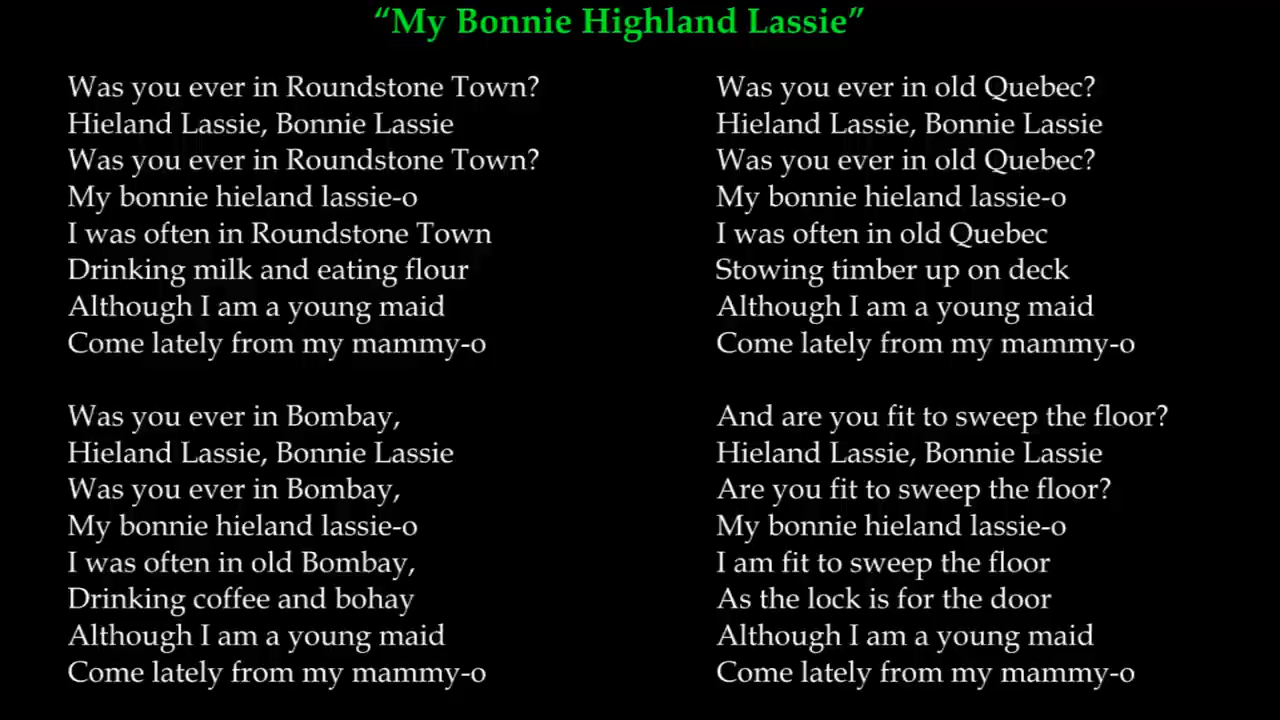 “My Bonnie Highland Lassie”
Was you ever in Roundstone Town?
Hieland Lassie, Bonnie Lassie
Was you ever in Roundstone Town?
My bonnie hieland lassie-o
I was often in Roundstone Town
Drinking milk and eating flour
Although I am a young maid
Come lately from my mammy-o
Was you ever in Bombay,
Hieland Lassie, Bonnie Lassie
Was you ever in Bombay,
My bonnie hieland lassie-o
I was often in old Bombay,
Drinking coffee and bohay
Although I am a young maid
Come lately from my mammy-o
Was you ever in old Quebec?
Hieland Lassie, Bonnie Lassie
Was you ever in old Quebec?
My bonnie hieland lassie-o
I was often in old Quebec
Stowing timber up on deck
Although I am a young maid
Come lately from my mammy-o
And are you fit to sweep the floor?
Hieland Lassie, Bonnie Lassie
Are you fit to sweep the floor?
My bonnie hieland lassie-o
I am fit to sweep the floor
As the lock is for the door
Although I am a young maid
Come lately from my mammy-o